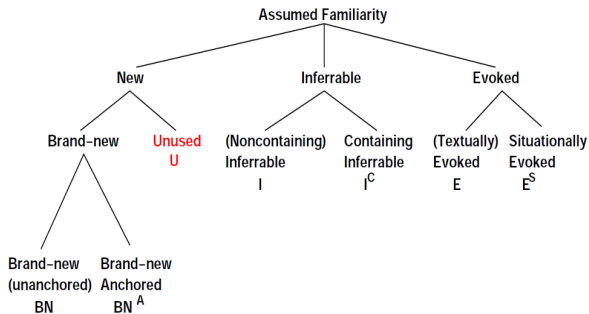 Assumed Familiarity
New Inferrable Evoked
Brand-new Unused (Noncontaining) Containing (Textually) Situationally
U Inferrable Inferrable Evoked Evoked
I I^C E E^S
Brand-new Brand-new
(unanchored) Anchored
BN BN^A